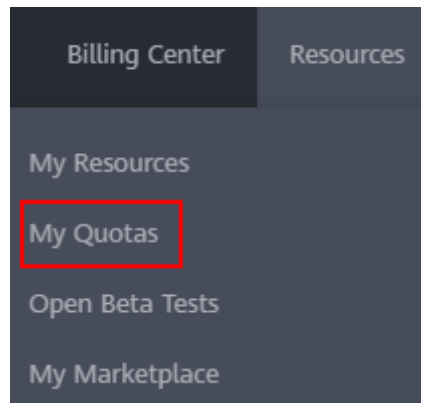 Billing Center Resources
My Resources
My Quotas
Open Beta Tests
My Marketplace